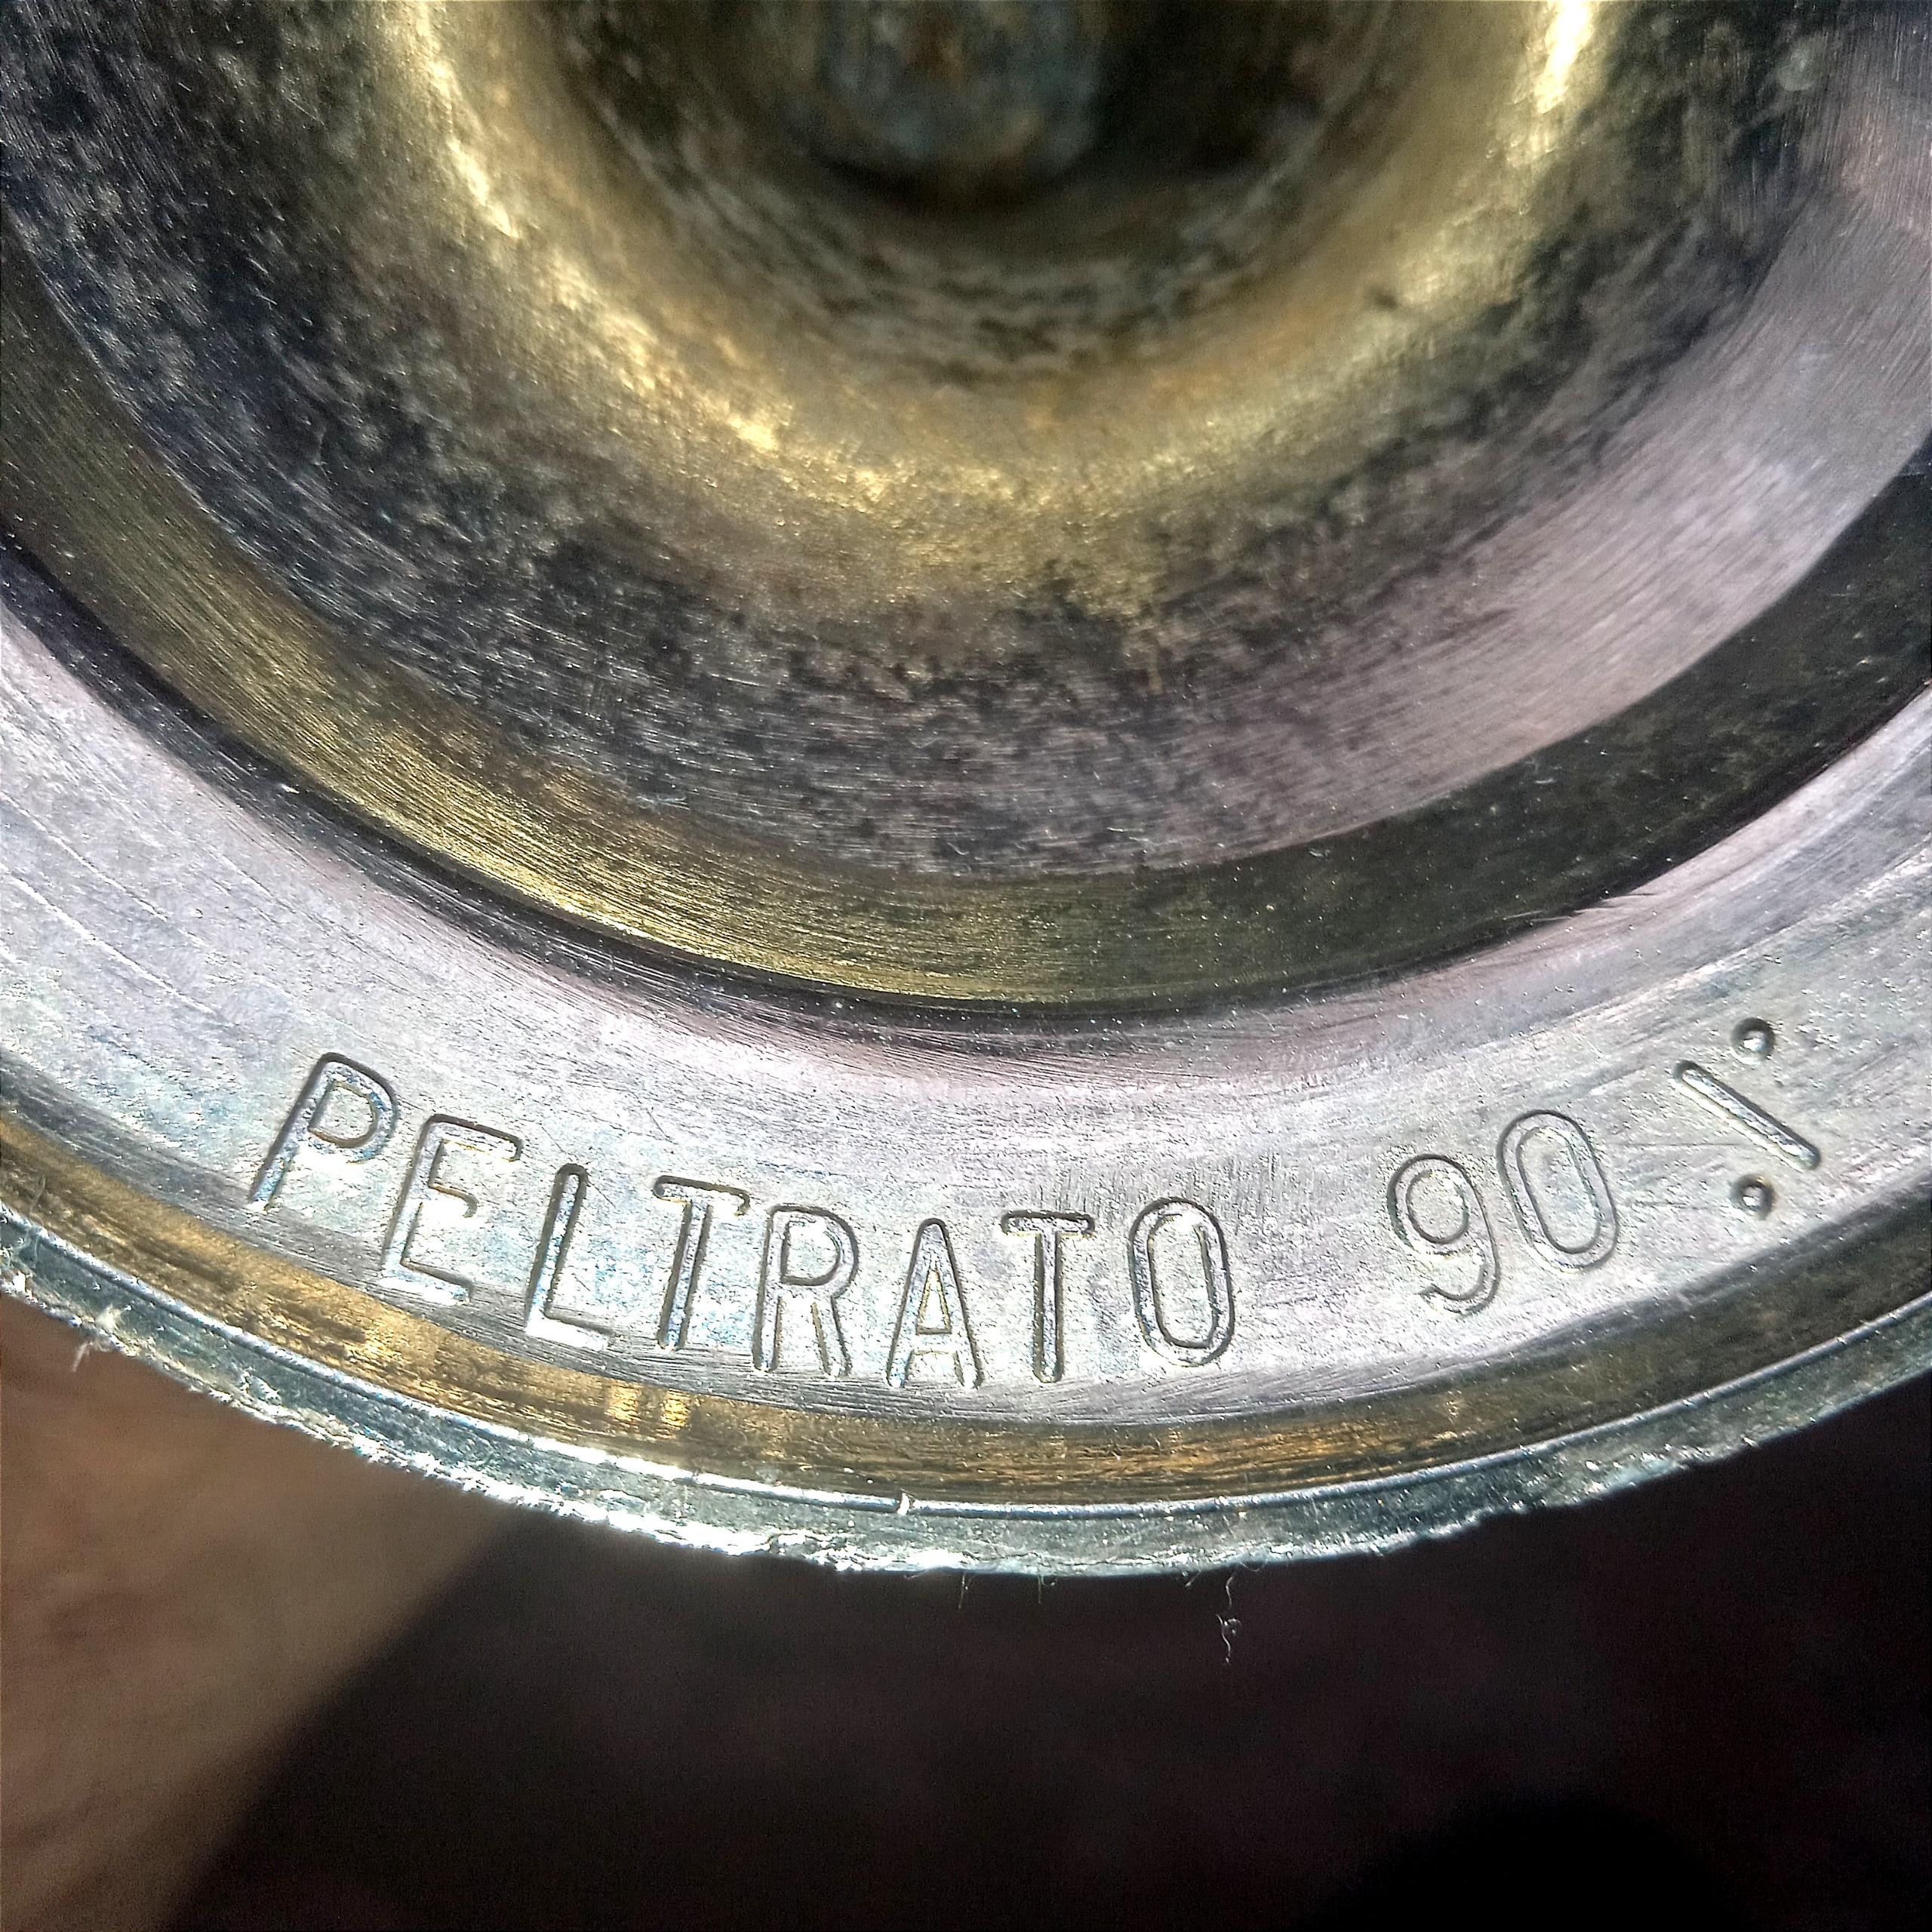 PELTRATO 90 %